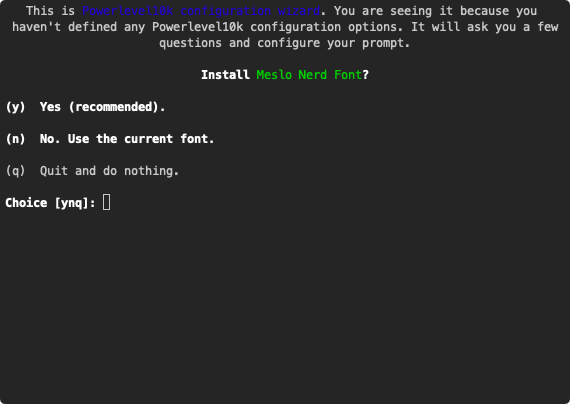 This is Powerlevel10k configuration wizard. You are seeing it because you
haven't defined any Powerlevel10k configuration options. It will ask you a few
questions and configure your prompt.
Install Meslo Nerd Font?
(y) Yes (recommended).
(n) No. Use the current font.
(q) Quit and do nothing.
Choice [ynq]: